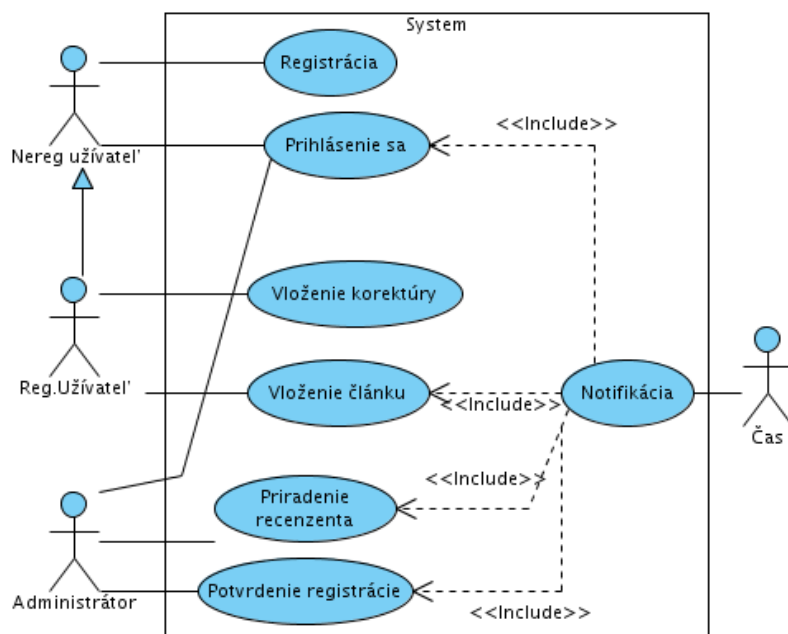 System
Registrácia
<<Include>>
Nereg užívateľ
Prihlásenie sa
Vloženie korektúry
Reg.Užívateľ
Vloženie článku
<<Include>>
Notifikácia
Čas
<<Include>>
Priradenie
recenzenta
Administrátor
Potvrdenie registrácie
<<Include>>